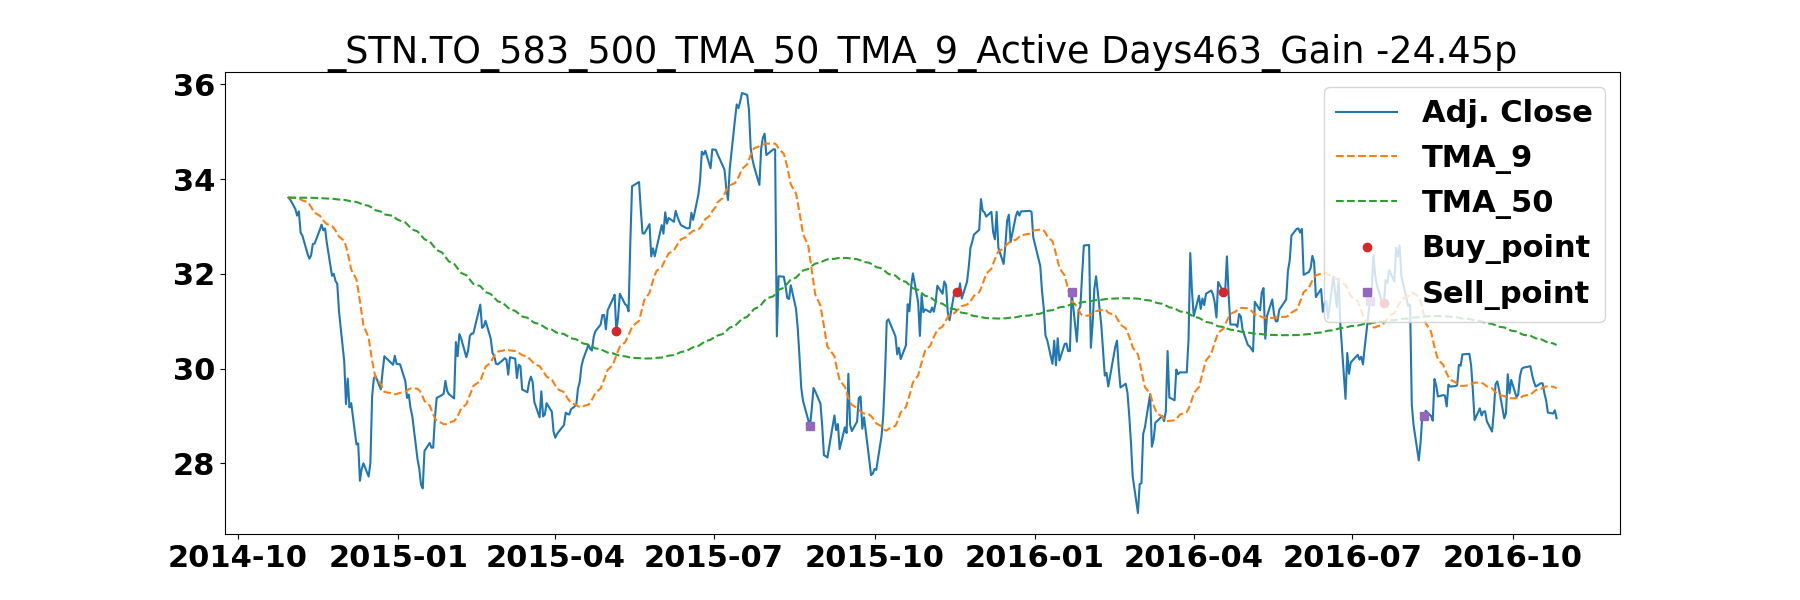 _STN.TO_583_500_TMA_50_TMA_9_Active Days463_Gain -24.45p
36
34
32
30
28
Adj. Close
TMA_9
TMA_50
Buy_point
Sell_point
2014-10 2015-01 2015-04 2015-07 2015-10 2016-01 2016-04 2016-07 2016-10